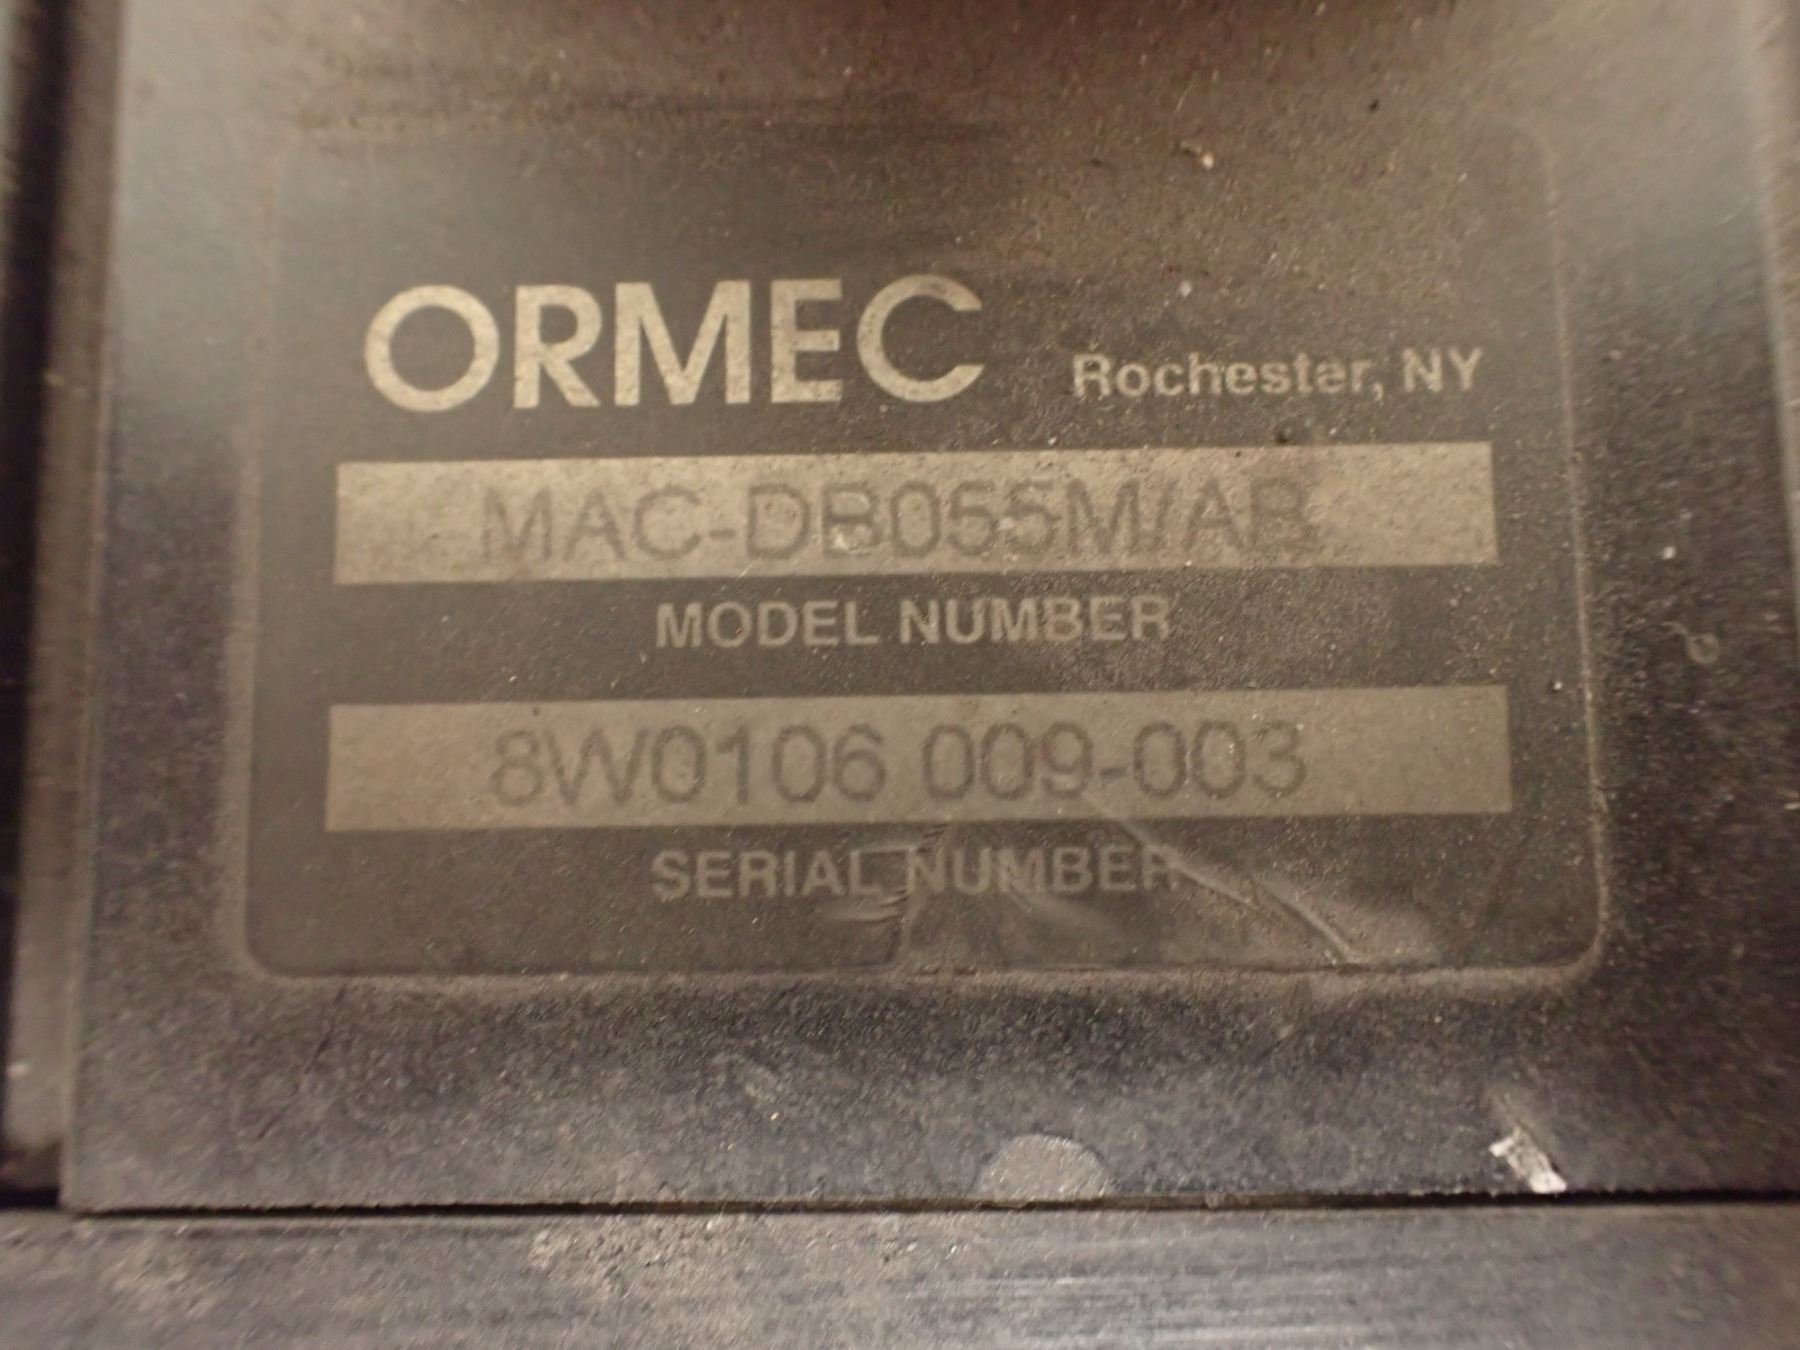 ORMEC Rochester, NY
MAC-DB055M/AB
MODEL NUMBER
8W0106 009-003
SERIAL NUMBER